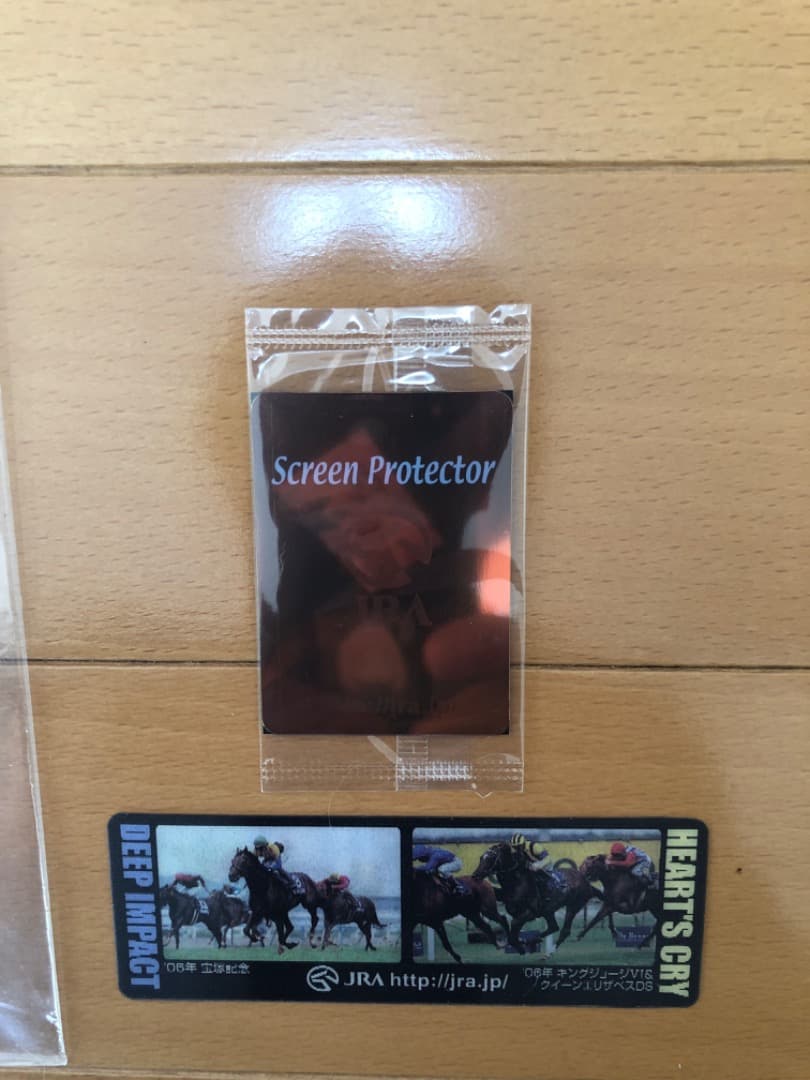 Screen Protector
JRA
DEEP IMPACT
HEART'S CRY
'06年 宝塚記念
JRA http://jra.jp/
'06年 キングジョージVI&
クイーンエリザベスDS